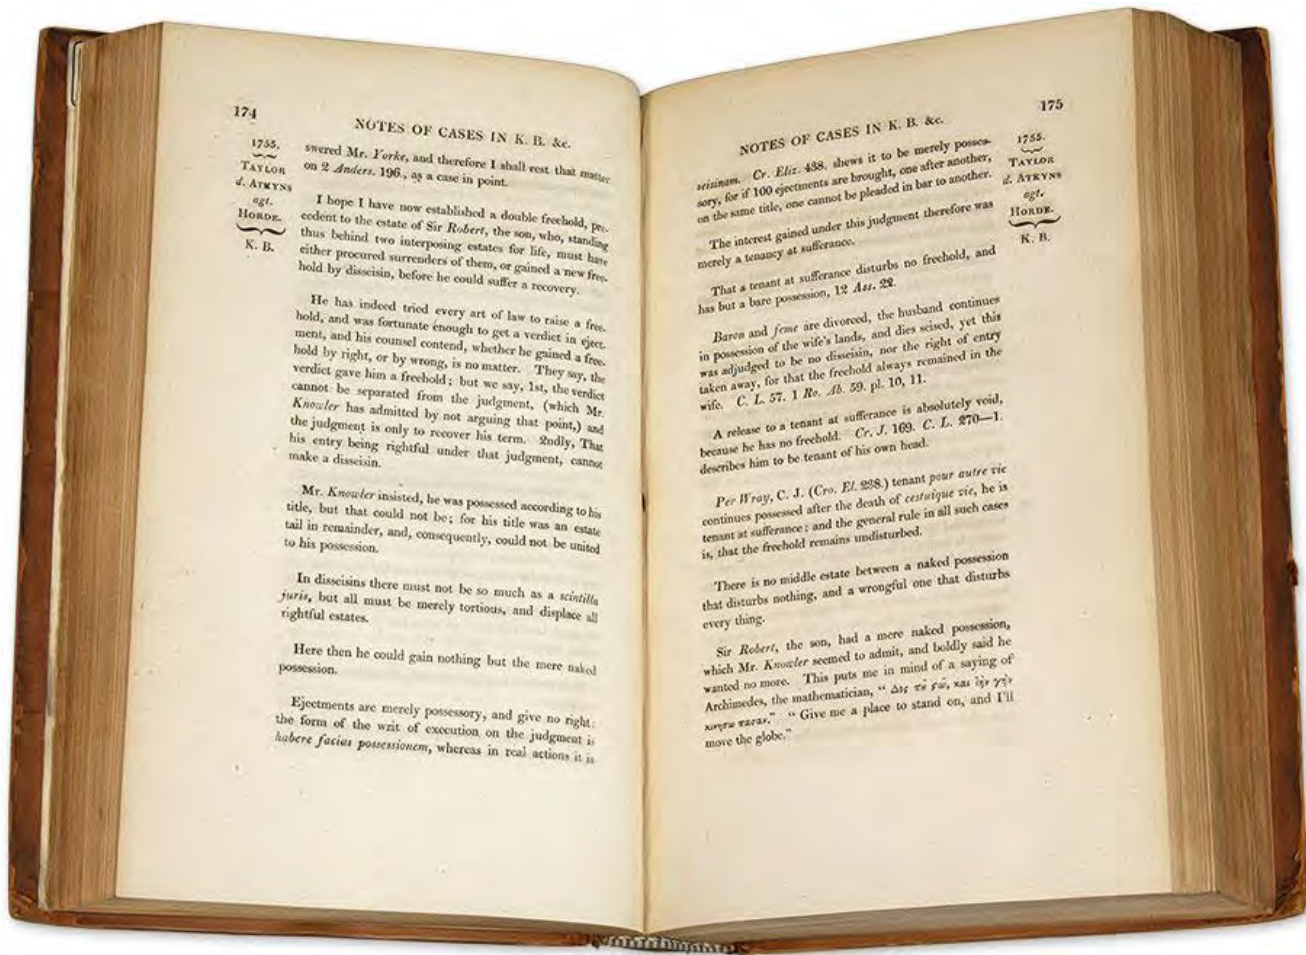 174
NOTES OF CASES IN K. B. &c.
1755.
TAYLOR
d. ATKYNS
agt.
HORDE.
K. B.
swered Mr. Yorke, and therefore I shall rest that matter
on 2 Anders. 196., as a case in point.
I hope I have now established a double freehold, pre-
cedent to the estate of Sir Robert, the son, who, standing
thus behind two interposing estates for life, must have
either procured surrenders of them, or gained a new free-
hold by disseisin, before he could suffer a recovery.
He has indeed tried every art of law to raise a free-
hold, and was fortunate enough to get a verdict in eject-
ment, and his counsel contend, whether he gained a free-
hold by right, or by wrong, is no matter. They say, the
verdict gave him a freehold; but we say, 1st, the verdict
cannot be separated from the judgment, (which Mr.
Knowler has admitted by not arguing that point,) and
the judgment is only to recover his term. 2ndly, That
his entry being rightful under that judgment, cannot
make a disseisin.
Mr. Knowler insisted, he was possessed according to his
title, but that could not be; for his title was an estate
tail in remainder, and, consequently, could not be united
to his possession.
In disseisins there must not be so much as a scintilla
juris, but all must be merely tortious, and displace all
rightful estates.
Here then he could gain nothing but the mere naked
possession.
Ejectments are merely possessory, and give no right:
the form of the writ of execution on the judgment is
habere facias possessionem, whereas in real actions it is
175
NOTES OF CASES IN K. B. &c.
1755.
TAYLOR
d. ATKYNS
agt.
HORDE.
K. B.
seisinam. Cr. Eliz. 438. shews it to be merely posses-
sory, for if 100 ejectments are brought, one after another,
on the same title, one cannot be pleaded in bar to another.
The interest gained under this judgment therefore was
merely a tenancy at sufferance.
That a tenant at sufferance disturbs no freehold, and
has but a bare possession, 12 Ass. 22.
Baron and feme are divorced, the husband continues
in possession of the wife's lands, and dies seised, yet this
was adjudged to be no disseisin, nor the right of entry
taken away, for that the freehold always remained in the
wife. C. L. 57. 1 Ro. Ab. 59. pl. 10, 11.
A release to a tenant at sufferance is absolutely void,
because he has no freehold. Cr. J. 169. C. L. 270—1.
describes him to be tenant of his own head.
Per Wray, C. J. (Cro. El. 238.) tenant pour autre vie
continues possessed after the death of cestuique vie, he is
tenant at sufferance; and the general rule in all such cases
is, that the freehold remains undisturbed.
There is no middle estate between a naked possession
that disturbs nothing, and a wrongful one that disturbs
every thing.
Sir Robert, the son, had a mere naked possession,
which Mr. Knowler seemed to admit, and boldly said he
wanted no more. This puts me in mind of a saying of
Archimedes, the mathematician, " Δος
." " Give me a place to stand on, and I'll
move the globe."